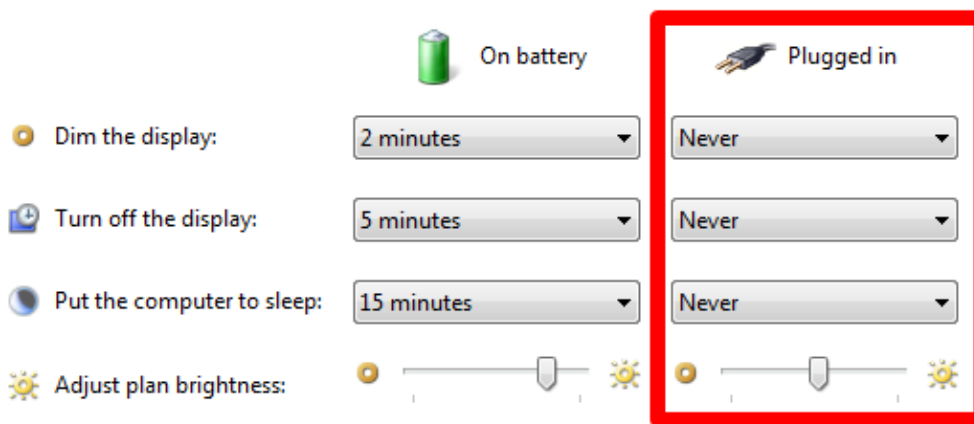 On battery Plugged in
Dim the display: 2 minutes Never
Turn off the display: 5 minutes Never
Put the computer to sleep: 15 minutes Never
Adjust plan brightness: